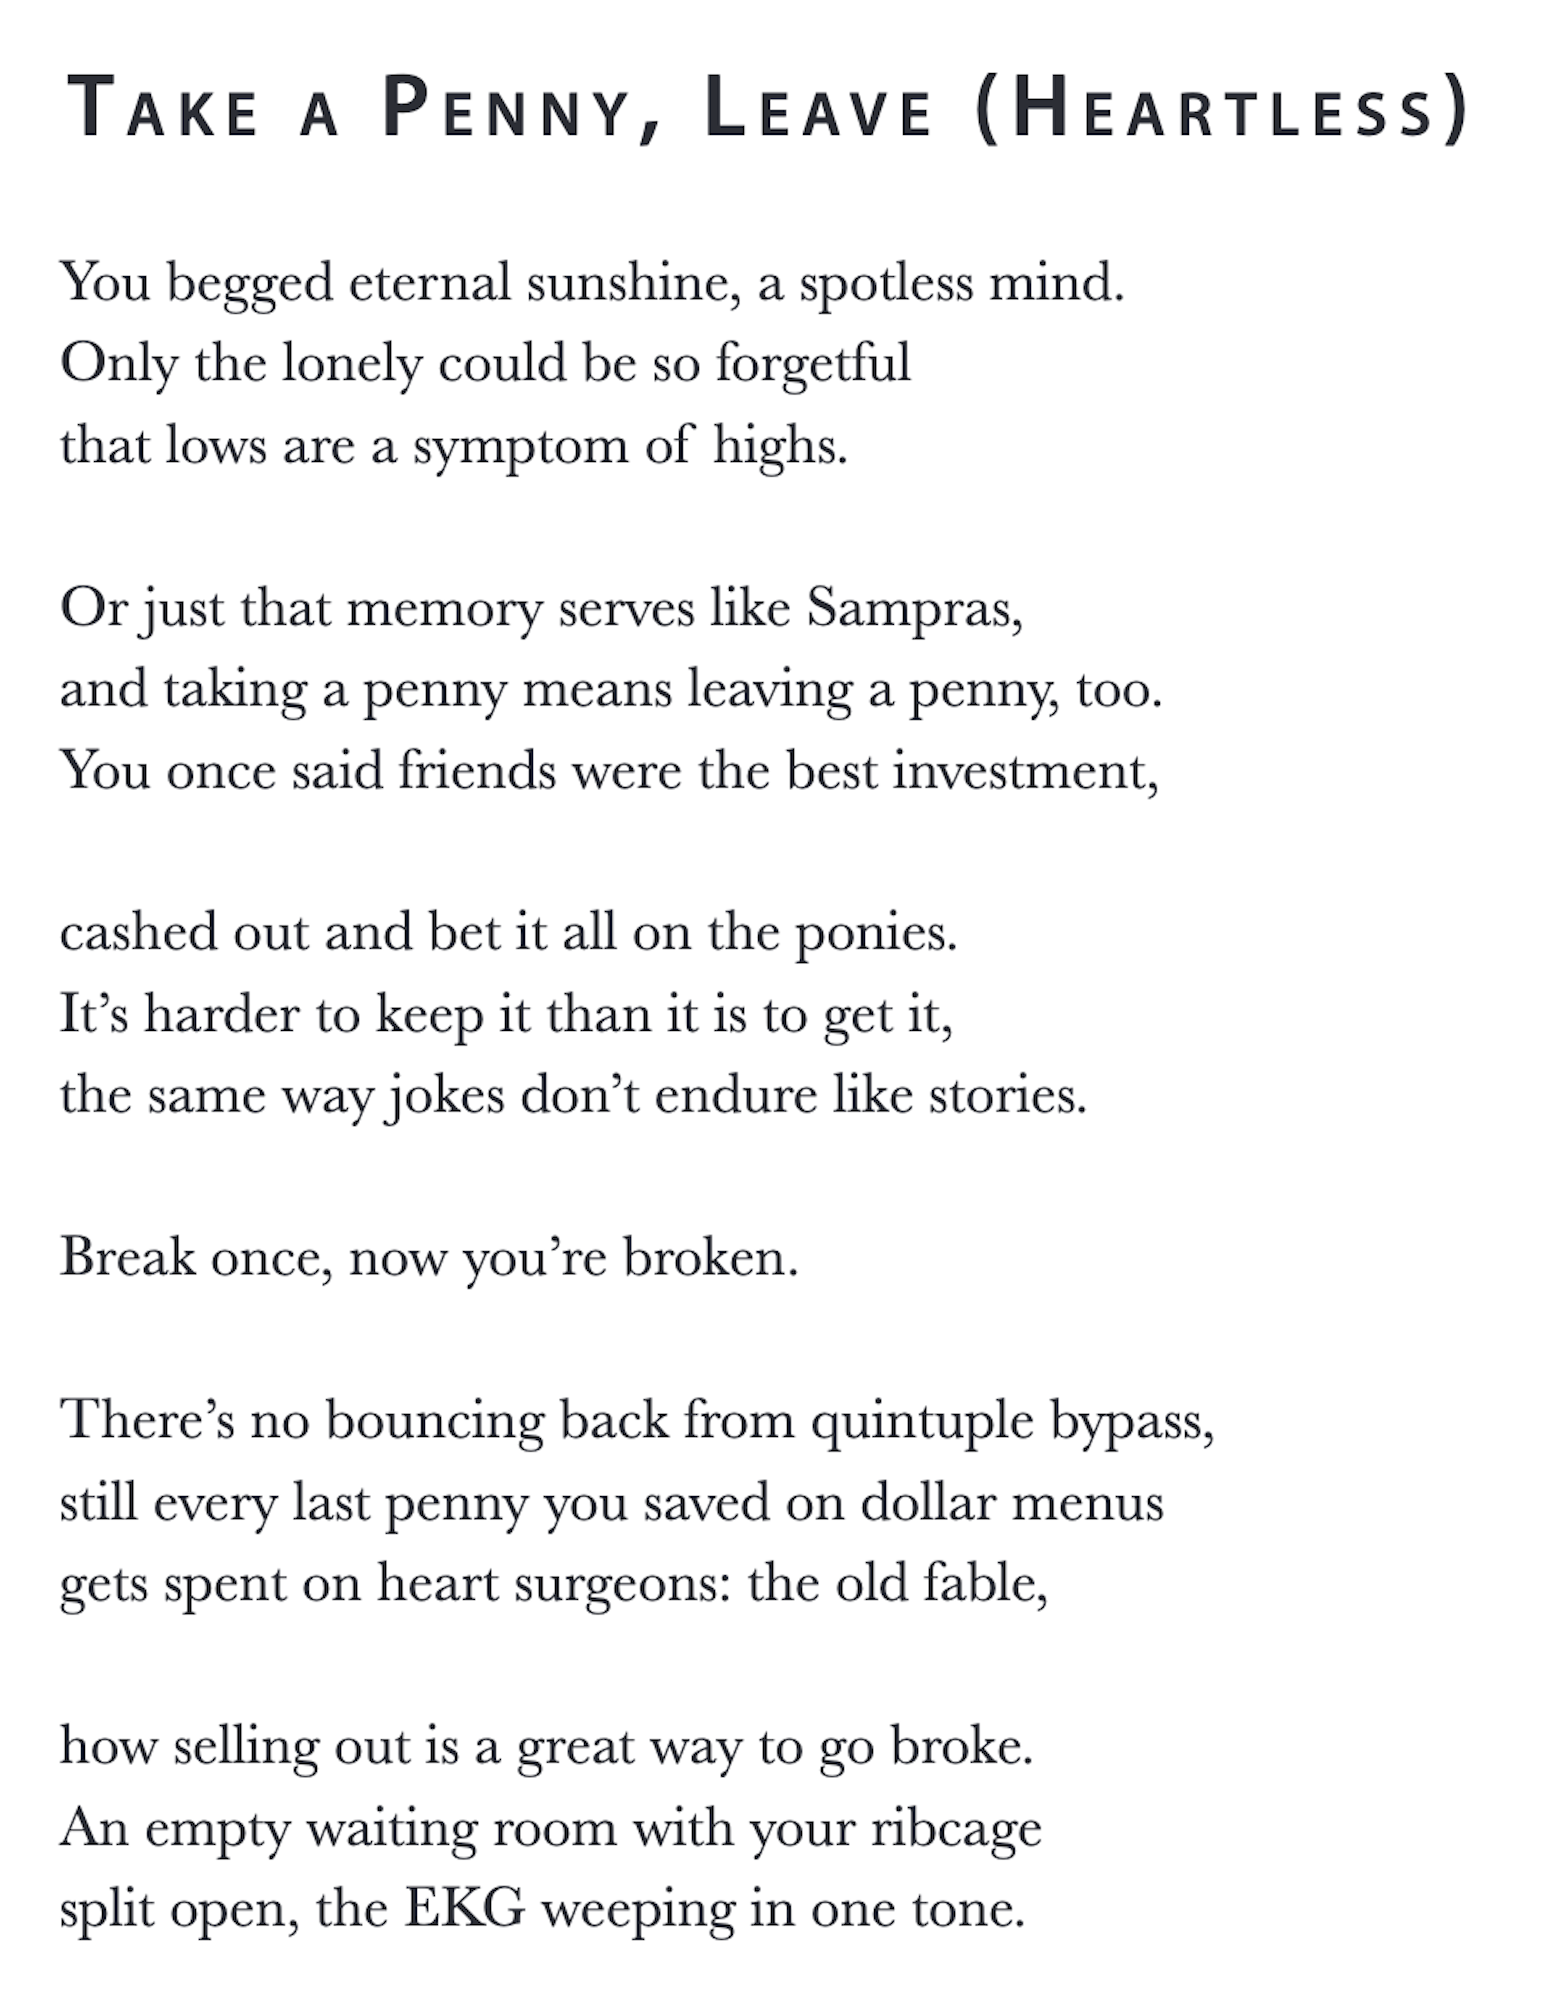 Take a Penny, Leave (Heartless)
You begged eternal sunshine, a spotless mind.
Only the lonely could be so forgetful
that lows are a symptom of highs.
Or just that memory serves like Sampras,
and taking a penny means leaving a penny, too.
You once said friends were the best investment,
cashed out and bet it all on the ponies.
It’s harder to keep it than it is to get it,
the same way jokes don’t endure like stories.
Break once, now you’re broken.
There’s no bouncing back from quintuple bypass,
still every last penny you saved on dollar menus
gets spent on heart surgeons: the old fable,
how selling out is a great way to go broke.
An empty waiting room with your ribcage
split open, the EKG weeping in one tone.